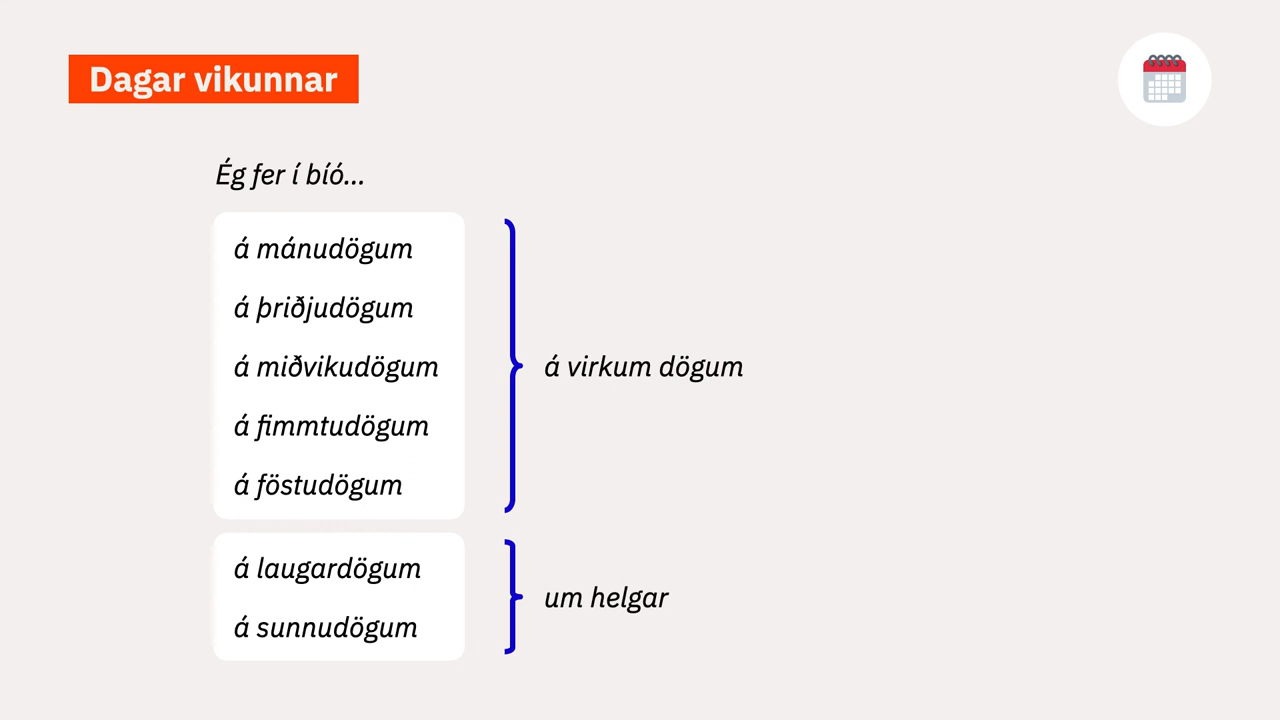 Dagar vikunnar
Ég fer í bíó...
á mánudögum
á þriðjudögum
á miðvikudögum
á fimmtudögum
á föstudögum
á virkum dögum
á laugardögum
á sunnudögum
um helgar